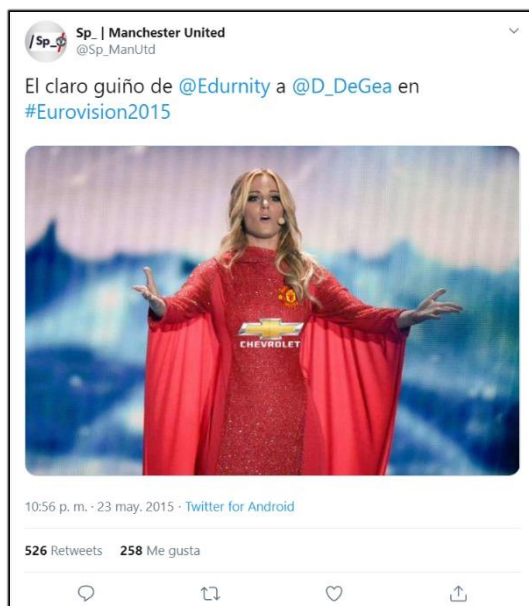 /Sp_
Sp_ | Manchester United
@Sp_ManUtd
El claro guiño de @Edurnity a @D_DeGea en
#Eurovision2015
CHEVROLET
10:56 p. m. · 23 may. 2015 · Twitter for Android
526 Retweets 258 Me gusta